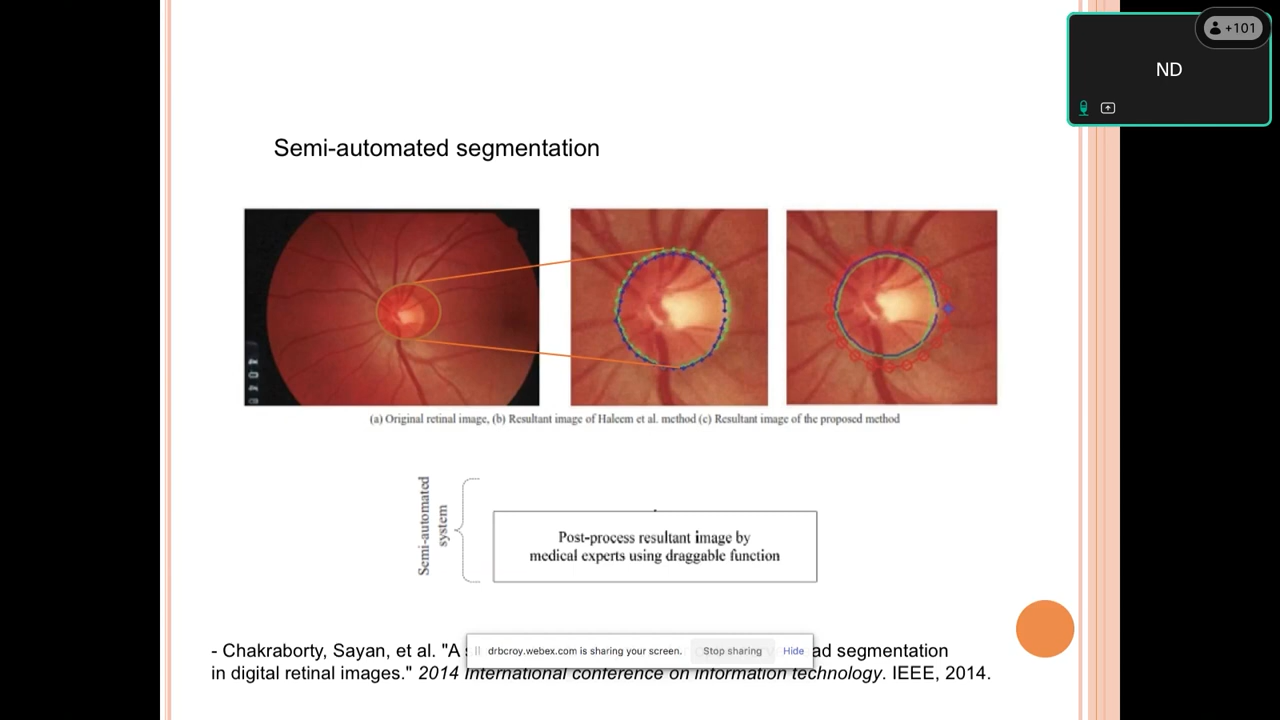 +101
ND
Semi-automated segmentation
(a) Original retinal image, (b) Resultant image of Haleem et al. method (c) Resultant image of the proposed method
Semi-automated
system
Post-process resultant image by
medical experts using draggable function
- Chakraborty, Sayan, et al. "A
drbcroy.webex.com is sharing your screen. Stop sharing Hide
ad segmentation
in digital retinal images." 2014 International conference on information technology. IEEE, 2014.